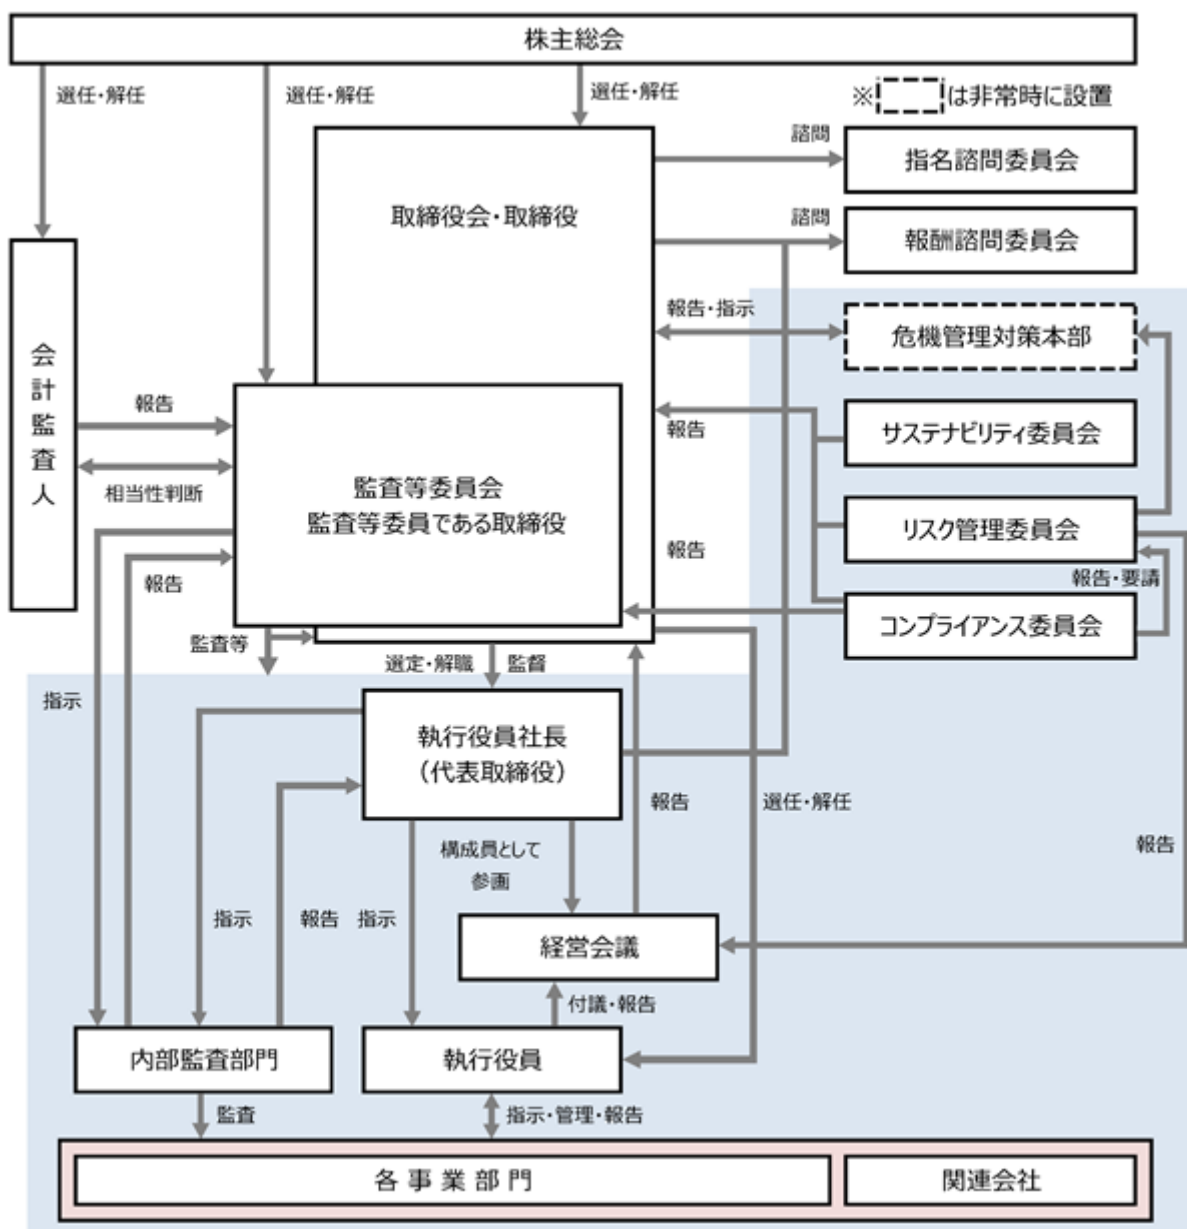 株主総会
選任・解任
選任・解任
選任・解任
※
は非常時に設置
諮問
指名諮問委員会
取締役会・取締役
諮問
報酬諮問委員会
報告・指示
危機管理対策本部
会計監査人
報告
相当性判断
監査等委員会
監査等委員である取締役
報告
サステナビリティ委員会
リスク管理委員会
報告
報告
報告・要請
コンプライアンス委員会
監査等
選定・解職
監督
指示
執行役員社長
（代表取締役）
報告
選任・解任
報告
構成員として
参画
指示
報告
指示
経営会議
付議・報告
内部監査部門
執行役員
監査
指示・管理・報告
各事業部門
関連会社